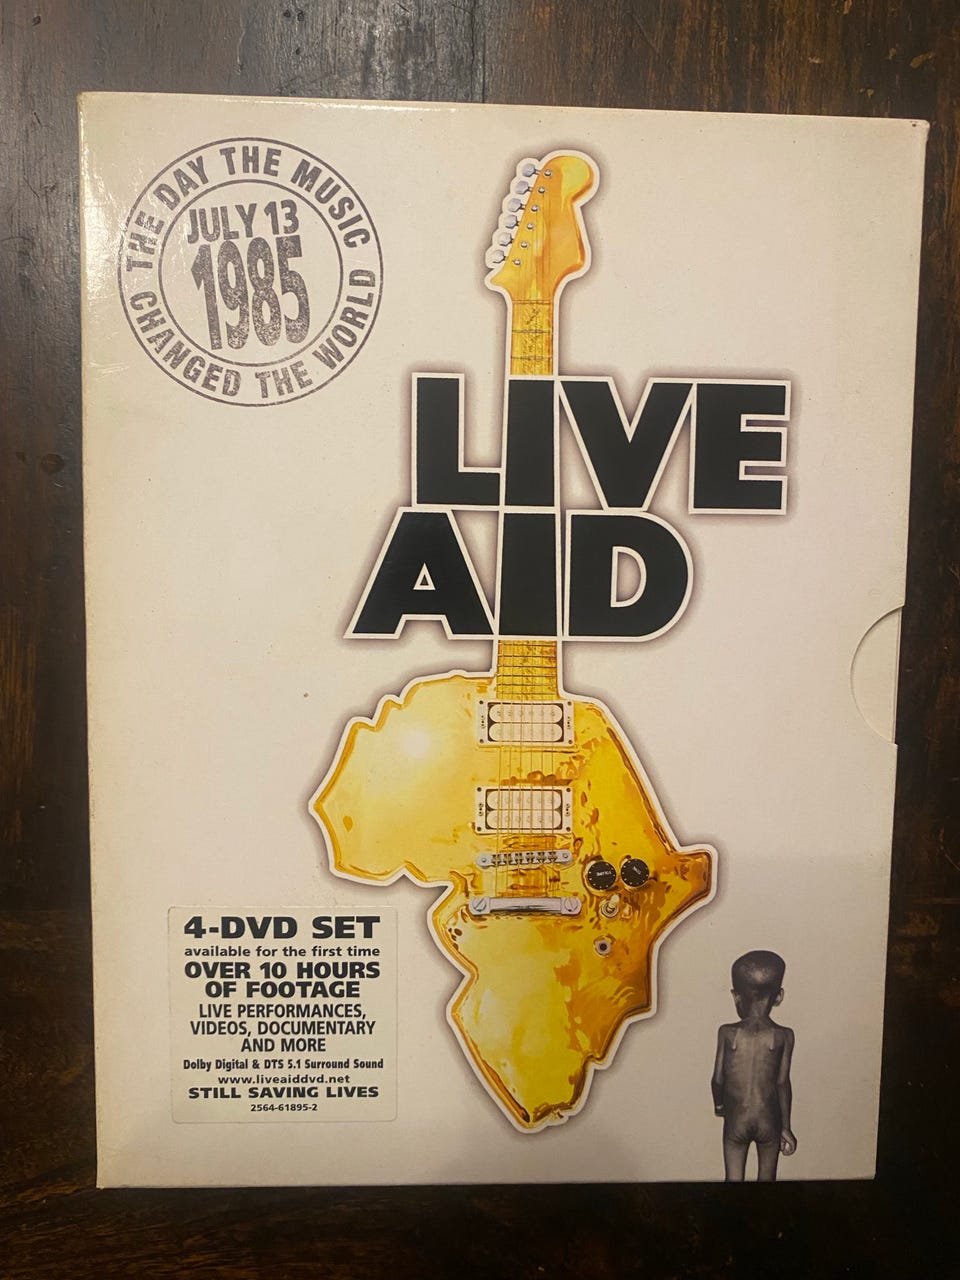 THE DAY THE MUSIC
CHANGED THE WORLD
JULY 13
1985
LIVE
AID
4-DVD SET
available for the first time
OVER 10 HOURS
OF FOOTAGE
LIVE PERFORMANCES,
VIDEOS, DOCUMENTARY
AND MORE
Dolby Digital & DTS 5.1 Surround Sound
www.liveaiddvd.net
STILL SAVING LIVES
2564-61895-2